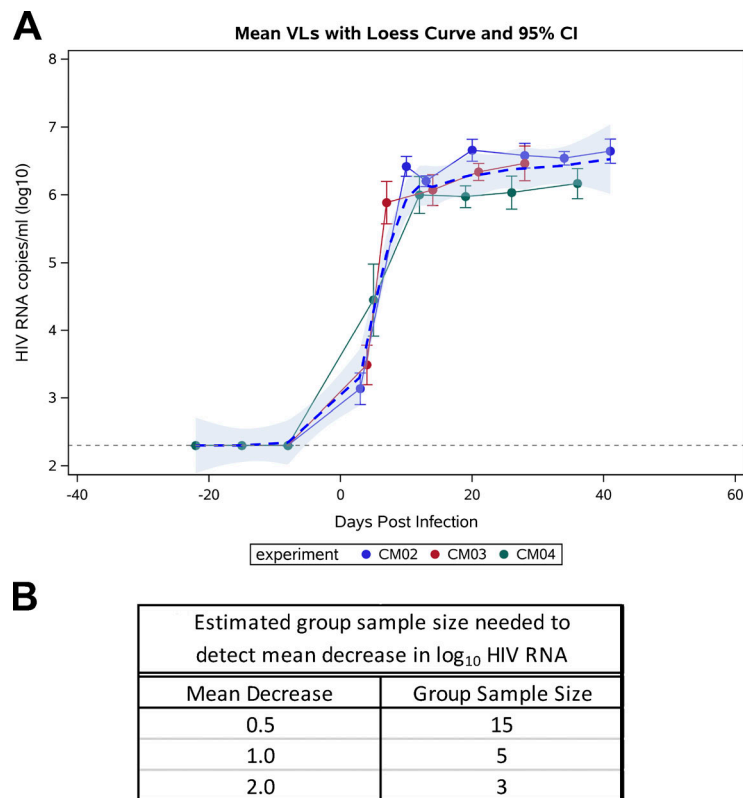 A
Mean VLs with Loess Curve and 95% CI
HIV RNA copies/ml (log10)
8
7
6
5
4
3
2
-40 -20 0 20 40 60
Days Post Infection
experiment CM02 CM03 CM04
B
Estimated group sample size needed to
detect mean decrease in log10 HIV RNA
Mean Decrease Group Sample Size
0.5 15
1.0 5
2.0 3